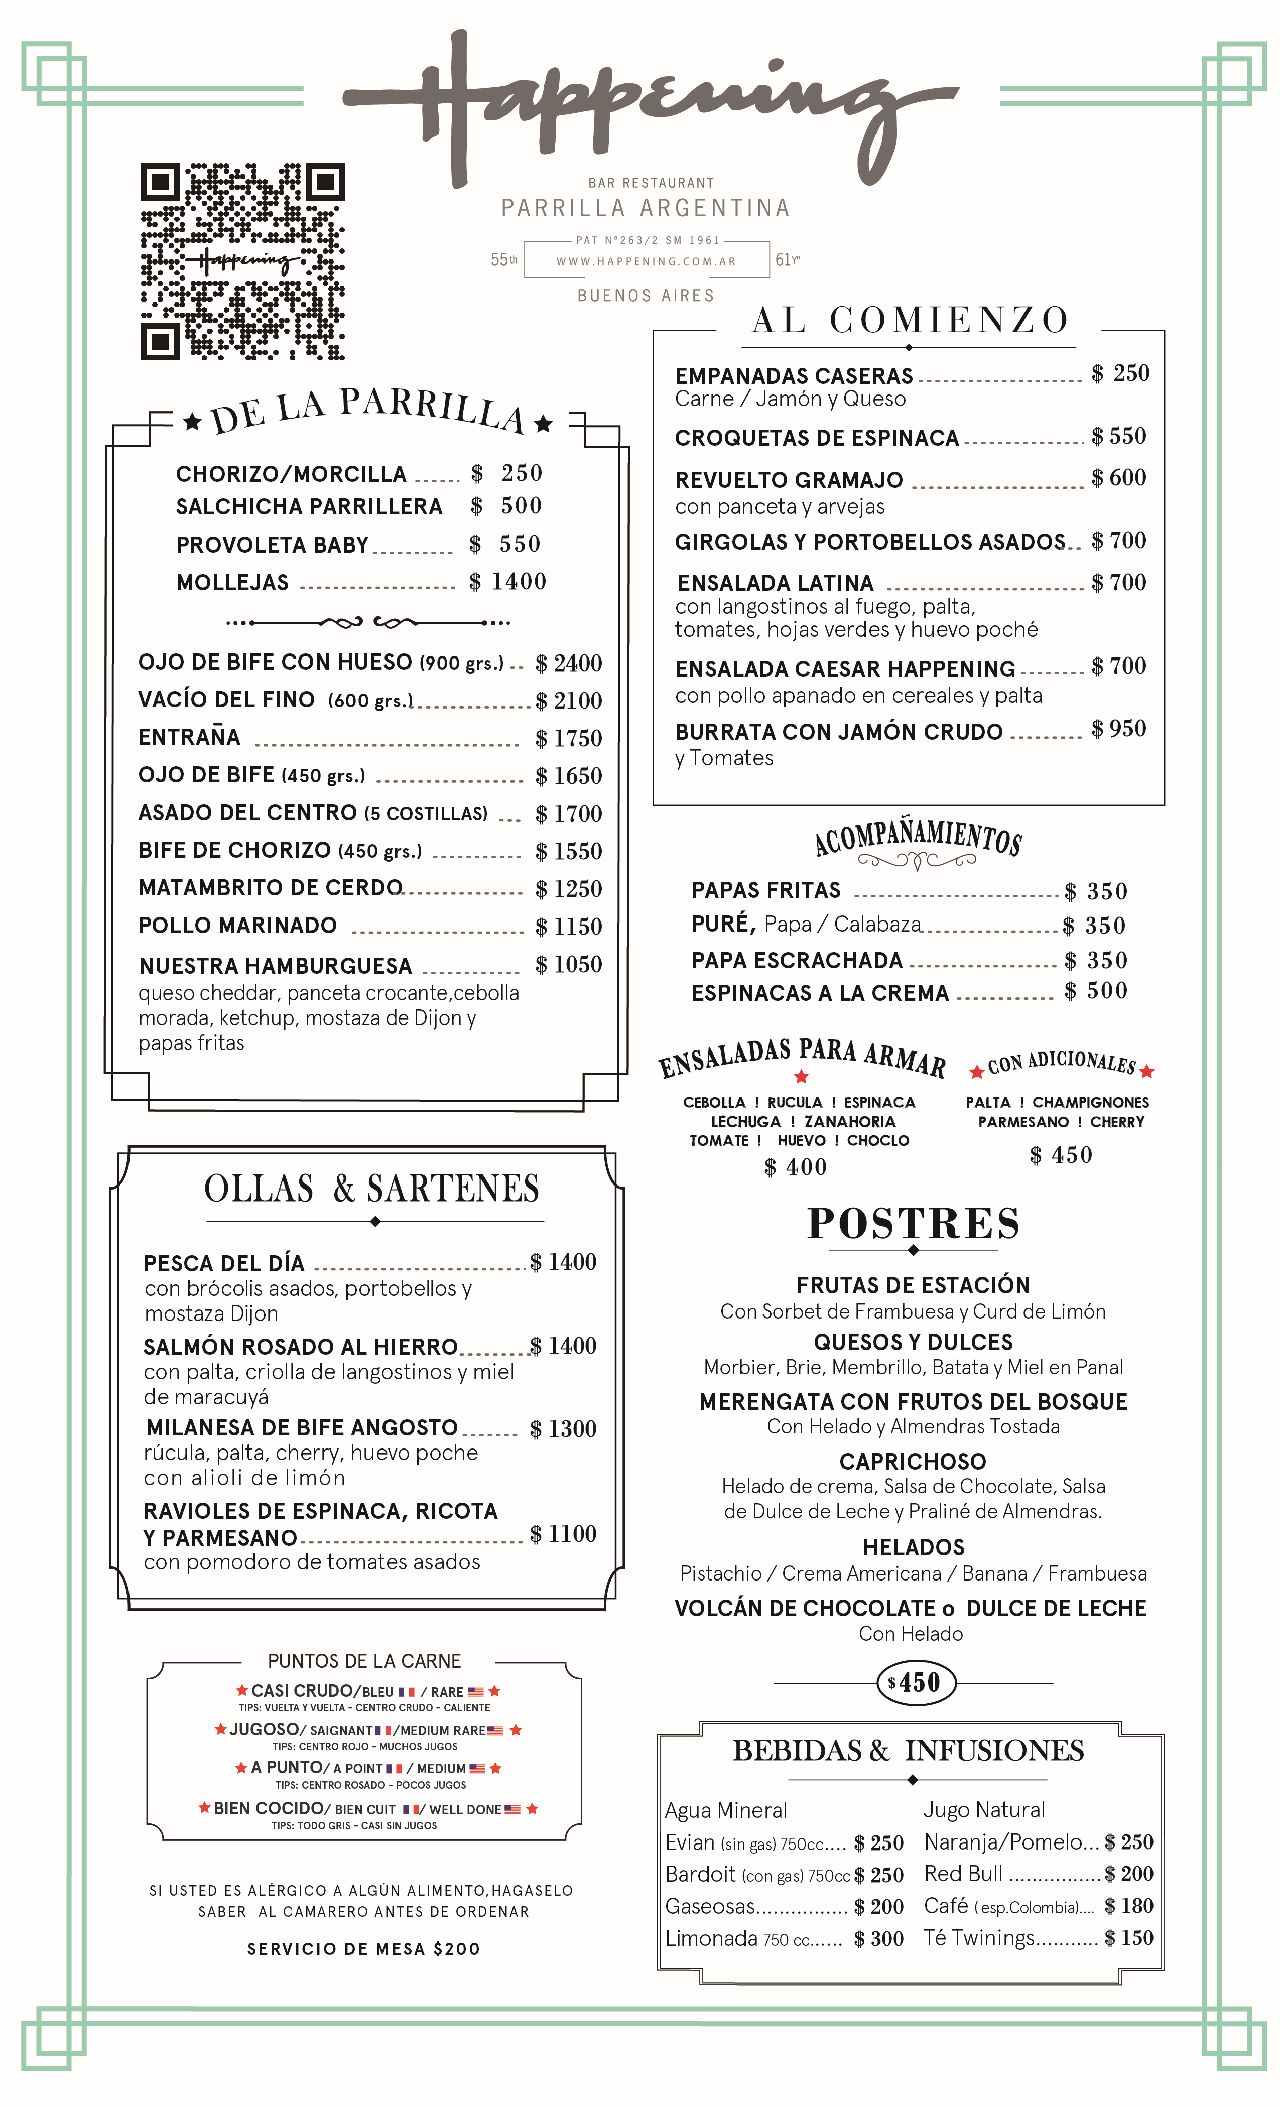 Happening
BAR RESTAURANT
PARRILLA ARGENTINA
PAT N°263/2 SM 1961
55th WWW.HAPPENING.COM.AR 61Yº
BUENOS AIRES
Happening
DE LA PARRILLA
CHORIZO/MORCILLA ...... $ 250
SALCHICHA PARRILLERA $ 500
PROVOLETA BABY.......... $ 550
MOLLEJAS ................... $ 1400
OJO DE BIFE CON HUESO (900 grs.) .. $ 2400
VACÍO DEL FINO (600 grs.)............... $ 2100
ENTRAÑA ................................ $ 1750
OJO DE BIFE (450 grs.) .................. $ 1650
ASADO DEL CENTRO (5 COSTILLAS) ... $ 1700
BIFE DE CHORIZO (450 grs.) ........... $ 1550
MATAMBRITO DE CERDO............... $ 1250
POLLO MARINADO ..................... $ 1150
NUESTRA HAMBURGUESA ............ $ 1050
queso cheddar, panceta crocante,cebolla
morada, ketchup, mostaza de Dijon y
papas fritas
OLLAS & SARTENES
PESCA DEL DÍA .......................... $ 1400
con brócolis asados, portobellos y
mostaza Dijon
SALMÓN ROSADO AL HIERRO......... $ 1400
con palta, criolla de langostinos y miel
de maracuyá
MILANESA DE BIFE ANGOSTO....... $ 1300
rúcula, palta, cherry, huevo poche
con alioli de limón
RAVIOLES DE ESPINACA, RICOTA
Y PARMESANO........................... $ 1100
con pomodoro de tomates asados
PUNTOS DE LA CARNE
CASI CRUDO/BLEU / RARE
TIPS: VUELTA Y VUELTA - CENTRO CRUDO - CALIENTE
JUGOSO/ SAIGNANT /MEDIUM RARE
TIPS: CENTRO ROJO - MUCHOS JUGOS
A PUNTO/ A POINT / MEDIUM
TIPS: CENTRO ROSADO - POCOS JUGOS
BIEN COCIDO/ BIEN CUIT / WELL DONE
TIPS: TODO GRIS - CASI SIN JUGOS
SI USTED ES ALÉRGICO A ALGÚN ALIMENTO,HAGASELO
SABER AL CAMARERO ANTES DE ORDENAR
SERVICIO DE MESA $200
AL COMIENZO
EMPANADAS CASERAS .................... $ 250
Carne / Jamón y Queso
CROQUETAS DE ESPINACA............... $ 550
REVUELTO GRAMAJO ..................... $ 600
con panceta y arvejas
GIRGOLAS Y PORTOBELLOS ASADOS.. $ 700
ENSALADA LATINA ........................ $ 700
con langostinos al fuego, palta,
tomates, hojas verdes y huevo poché
ENSALADA CAESAR HAPPENING ........ $ 700
con pollo apanado en cereales y palta
BURRATA CON JAMÓN CRUDO ......... $ 950
y Tomates
ACOMPAÑAMIENTOS
PAPAS FRITAS ......................... $ 350
PURÉ, Papa / Calabaza................. $ 350
PAPA ESCRACHADA .................. $ 350
ESPINACAS A LA CREMA ............ $ 500
ENSALADAS PARA ARMAR
CEBOLLA ! RUCULA ! ESPINACA
LECHUGA ! ZANAHORIA
TOMATE ! HUEVO ! CHOCLO
$ 400
CON ADICIONALES
PALTA ! CHAMPIGNONES
PARMESANO ! CHERRY
$ 450
POSTRES
FRUTAS DE ESTACIÓN
Con Sorbet de Frambuesa y Curd de Limón
QUESOS Y DULCES
Morbier, Brie, Membrillo, Batata y Miel en Panal
MERENGATA CON FRUTOS DEL BOSQUE
Con Helado y Almendras Tostada
CAPRICHOSO
Helado de crema, Salsa de Chocolate, Salsa
de Dulce de Leche y Praliné de Almendras.
HELADOS
Pistachio / Crema Americana / Banana / Frambuesa
VOLCÁN DE CHOCOLATE o DULCE DE LECHE
Con Helado
$450
BEBIDAS & INFUSIONES
Agua Mineral
Evian (sin gas) 750cc.... $ 250
Bardoit (con gas) 750cc $ 250
Gaseosas................ $ 200
Limonada 750 cc...... $ 300
Jugo Natural
Naranja/Pomelo... $ 250
Red Bull ................ $ 200
Café ( esp.Colombia).... $ 180
Té Twinings........... $ 150